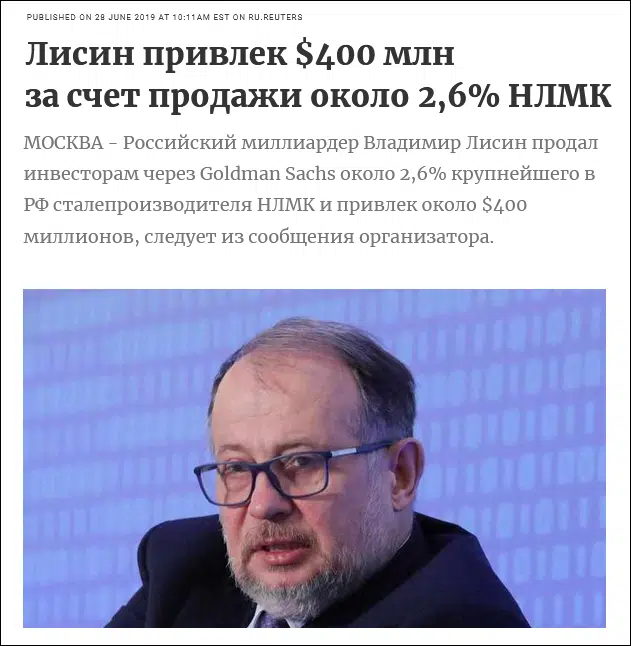 PUBLISHED ON 28 JUNE 2019 AT 10:11AM EST ON RU.REUTERS
Лисин привлек $400 млн
за счет продажи около 2,6% НЛМК
МОСКВА - Российский миллиардер Владимир Лисин продал
инвесторам через Goldman Sachs около 2,6% крупнейшего в
РФ сталепроизводителя НЛМК и привлек около $400
миллионов, следует из сообщения организатора.